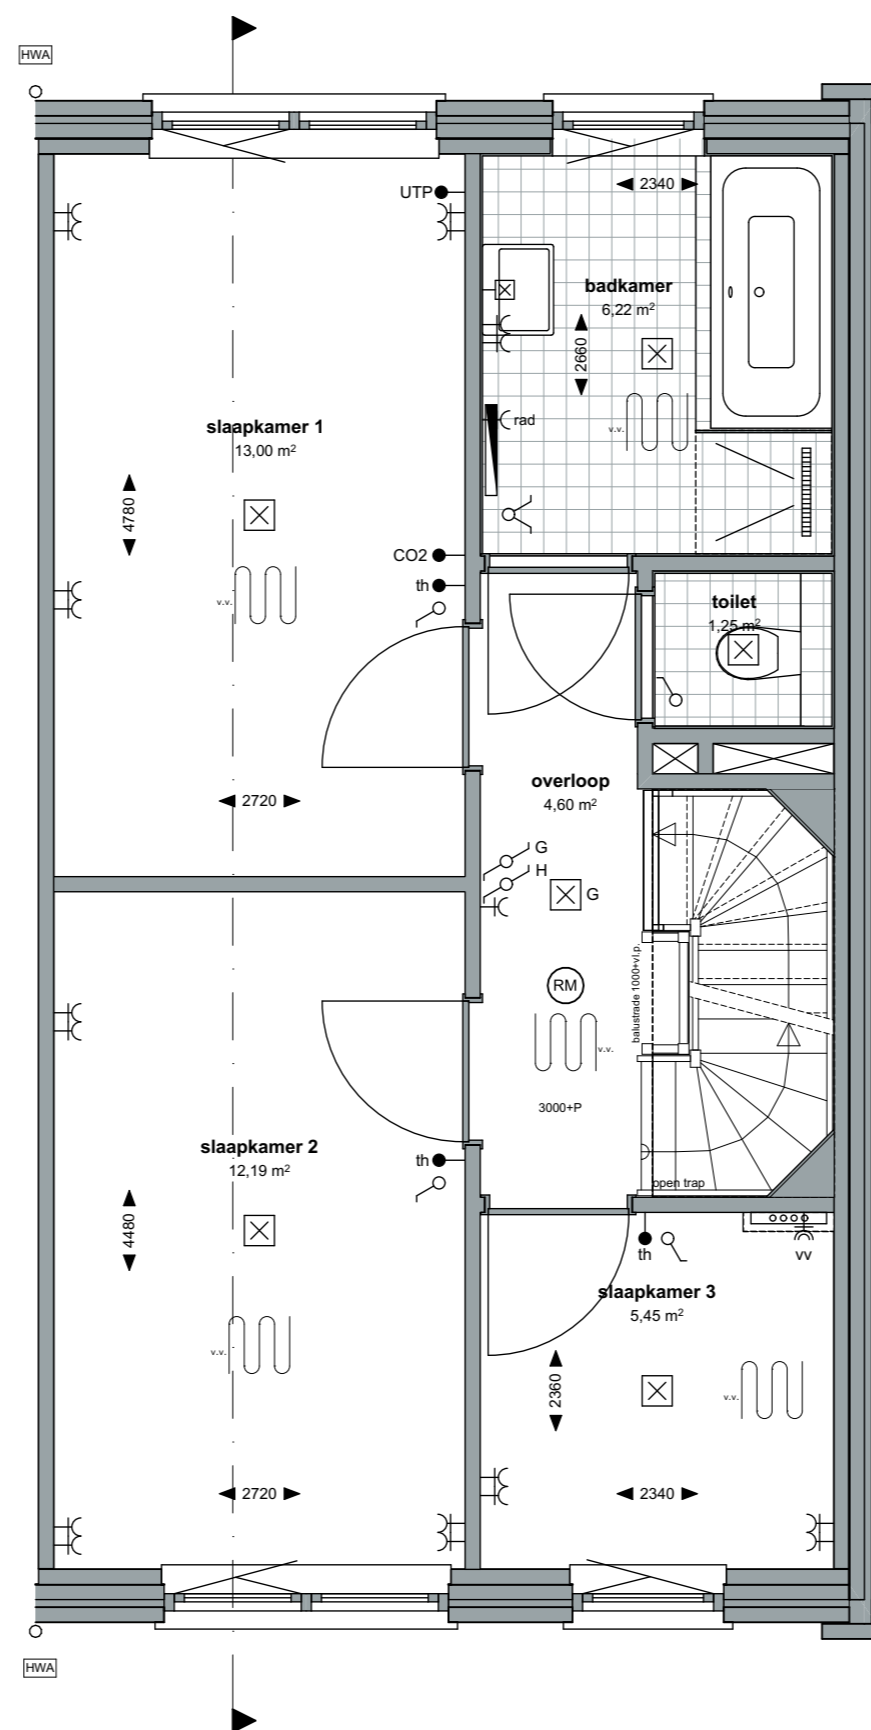 HWA
UTP
2340
badkamer
6,22 m²
2660
slaapkamer 1
13,00 m²
rad
v.v.
4780
CO2
th
v.v.
toilet
1,25 m²
2720
overloop
4,60 m²
G
H
G
balustrade 1000+vl.p.
RM
v.v.
3000+P
slaapkamer 2
12,19 m²
th
open trap
4480
th
vv
slaapkamer 3
5,45 m²
v.v.
2360
v.v.
2720
2340
HWA